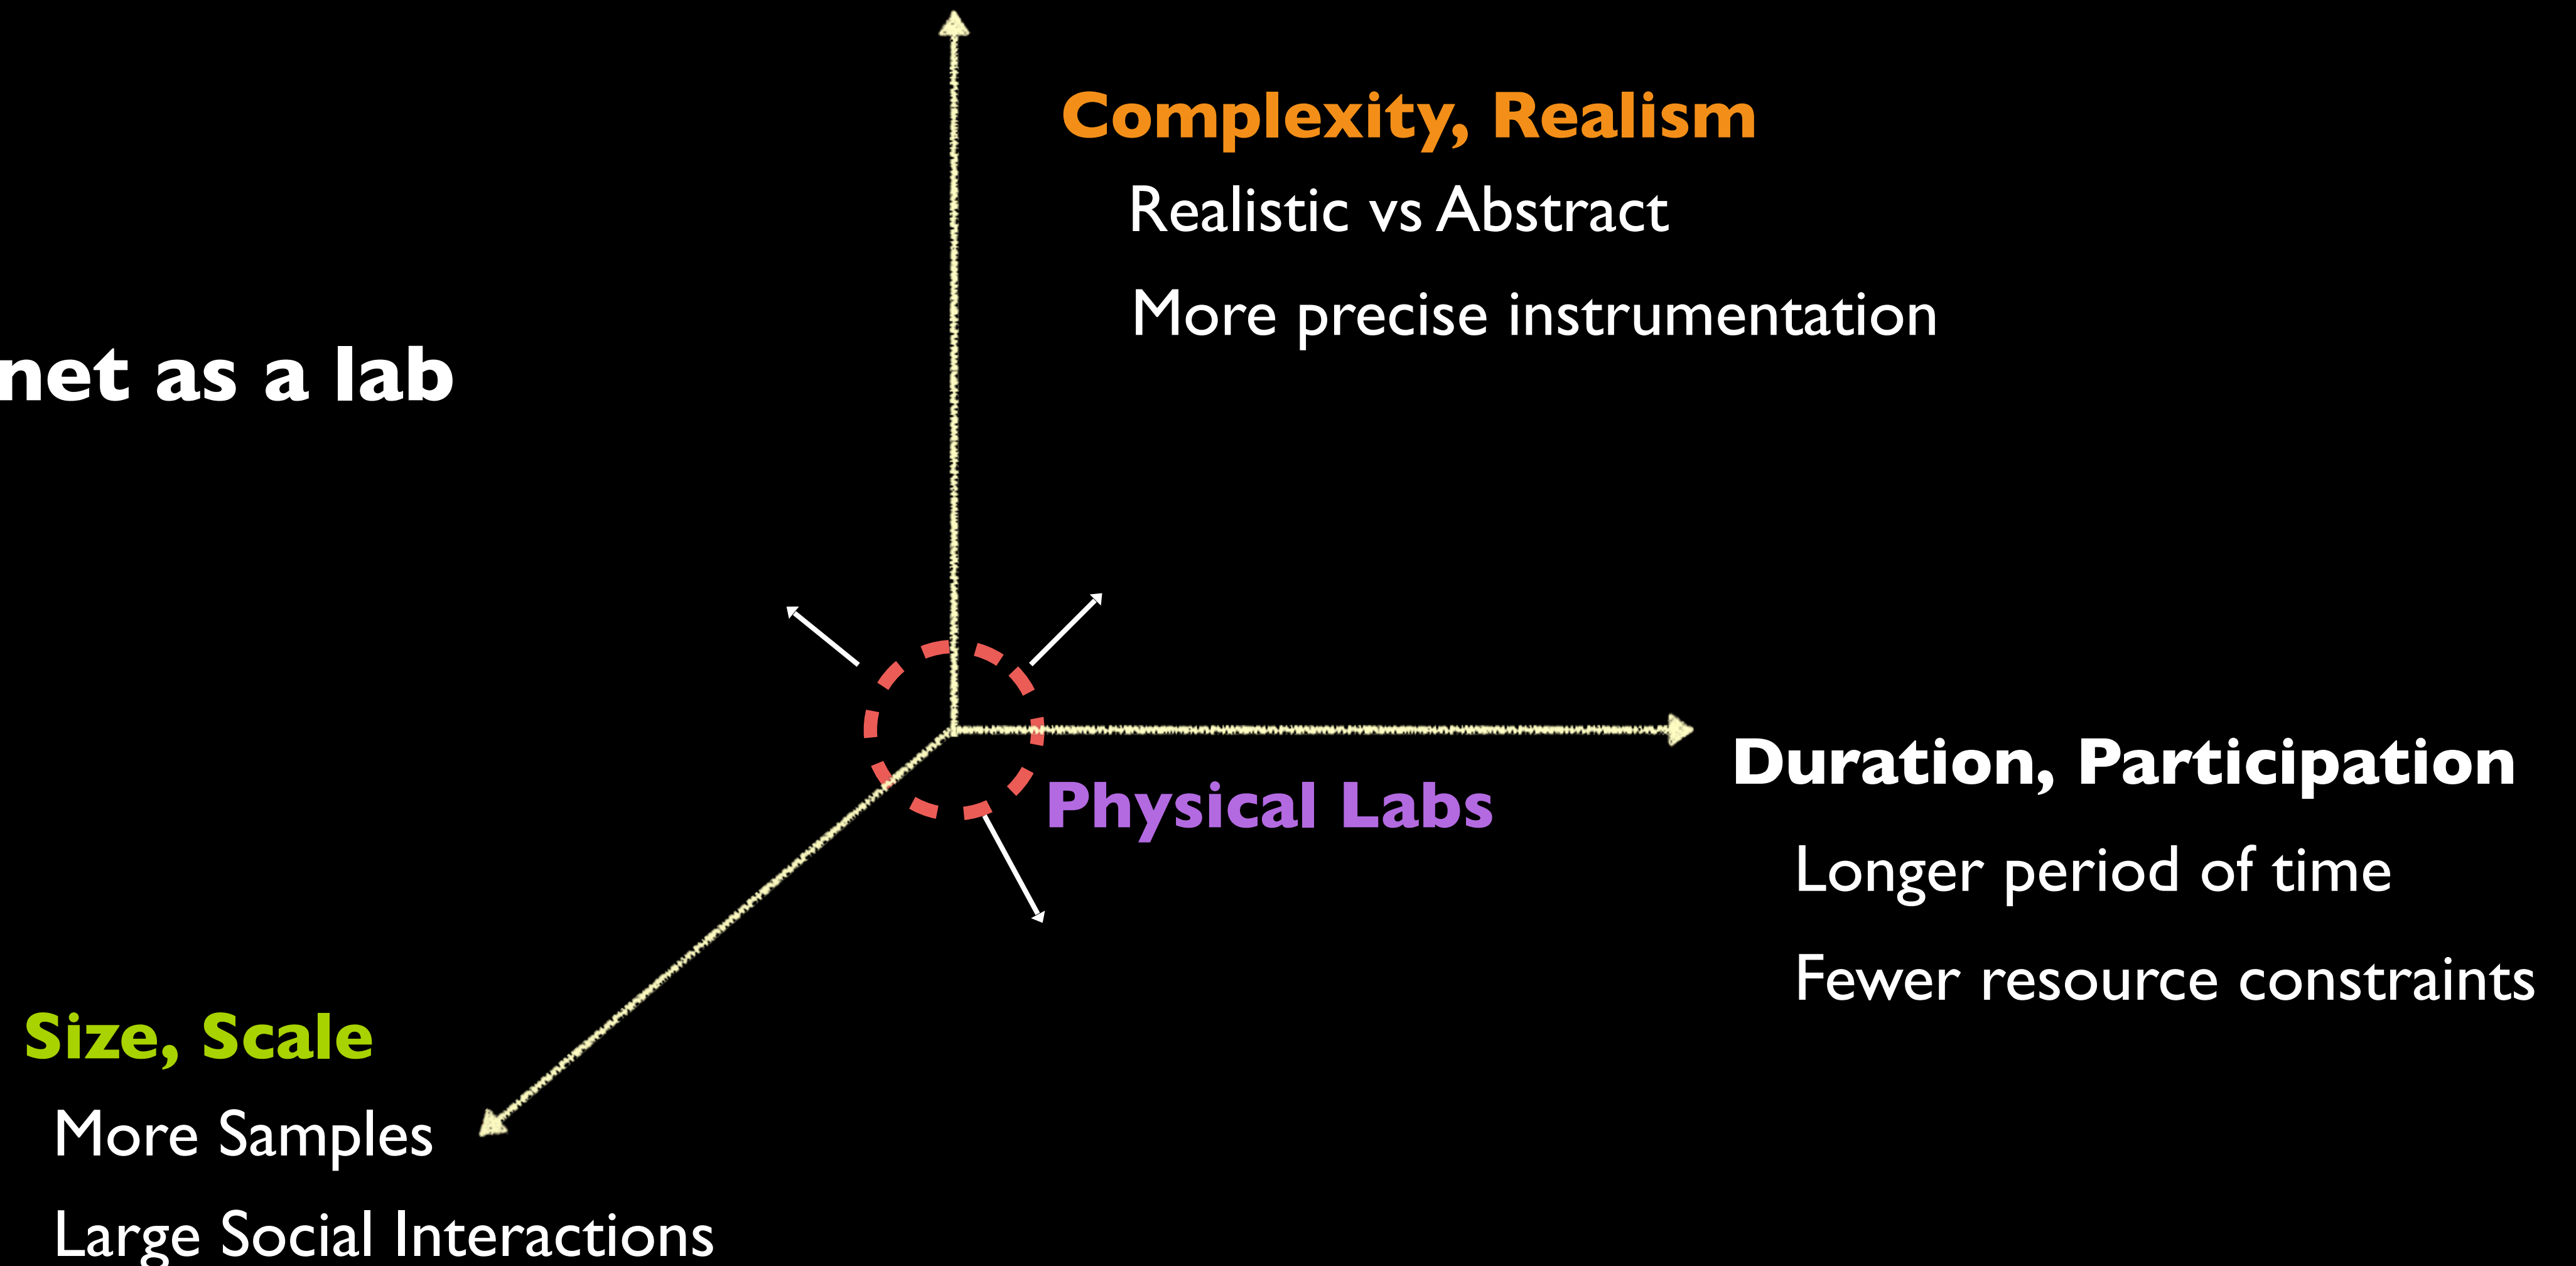 Complexity, Realism
Realistic vs Abstract
More precise instrumentation
net as a lab
Physical Labs
Duration, Participation
Longer period of time
Fewer resource constraints
Size, Scale
More Samples
Large Social Interactions